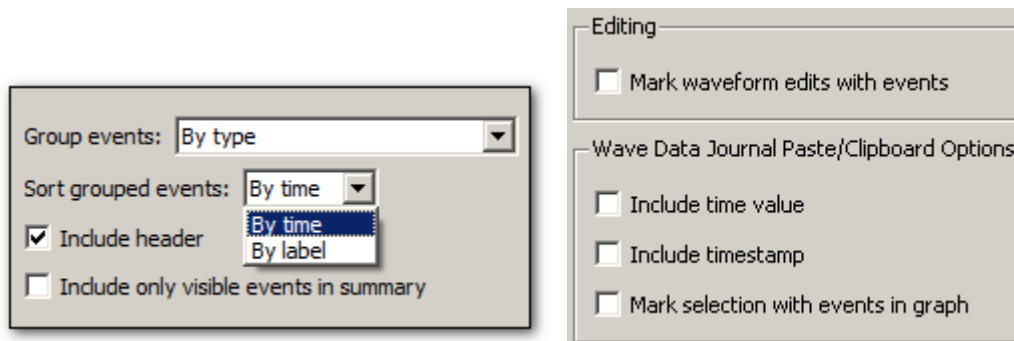 Group events: By type
Sort grouped events: By time
By time
By label
Include header
Include only visible events in summary
Editing
Mark waveform edits with events
Wave Data Journal Paste/Clipboard Options
Include time value
Include timestamp
Mark selection with events in graph